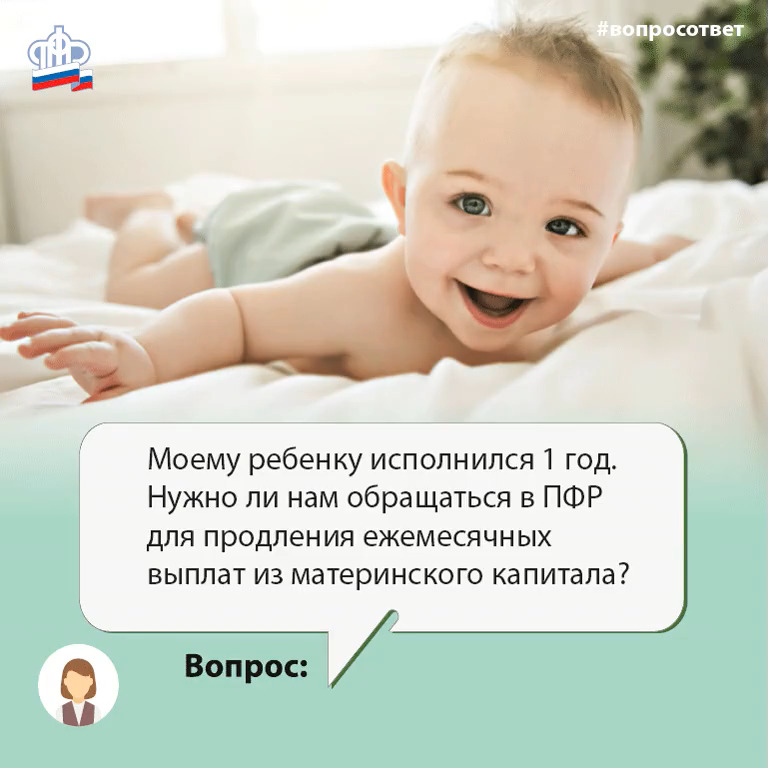 #вопросответ
ПФР
Моему ребенку исполнился 1 год.
Нужно ли нам обращаться в ПФР
для продления ежемесячных
выплат из материнского капитала?
Вопрос: